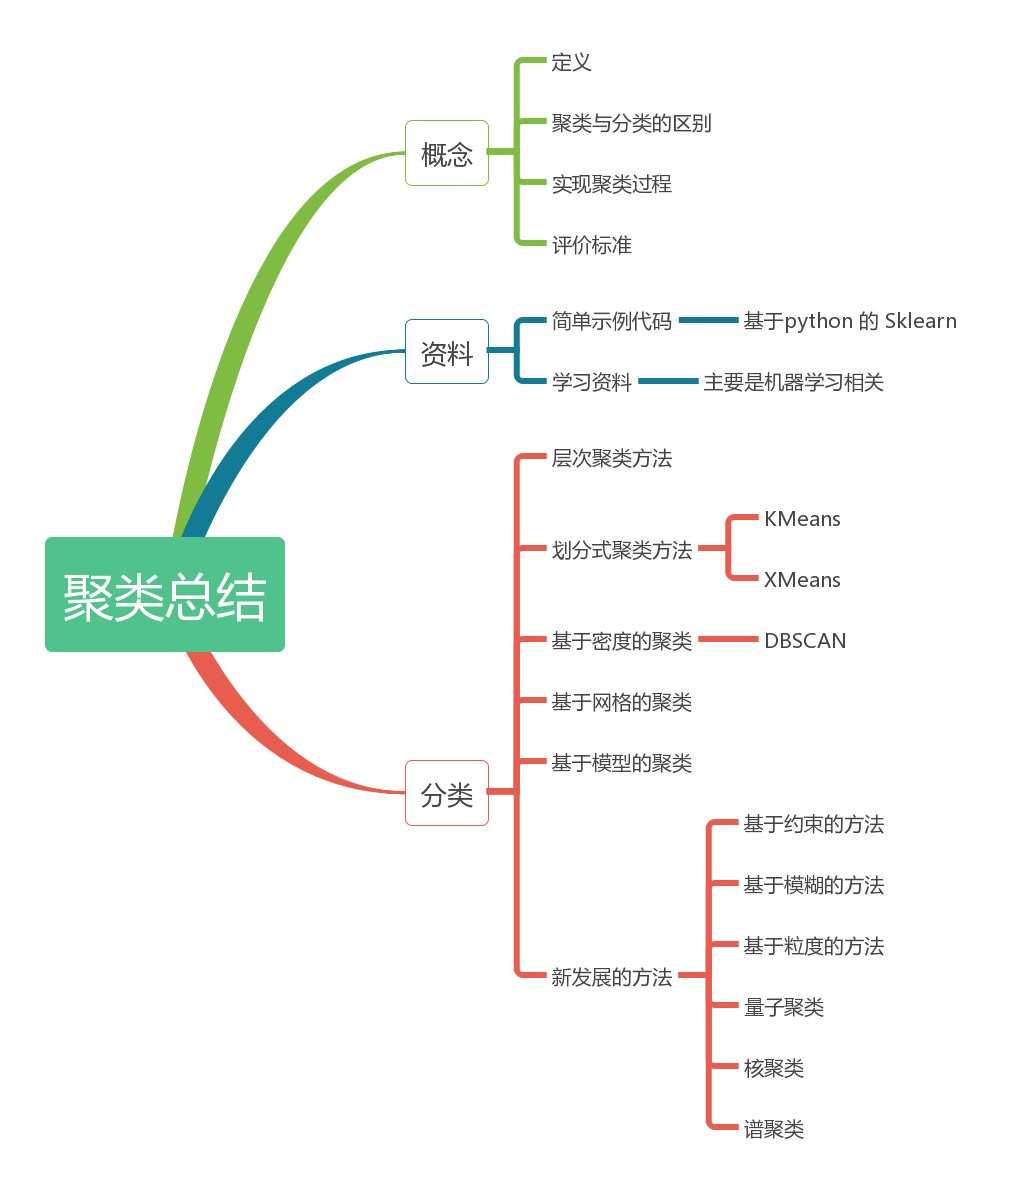 聚类总结
概念
定义
聚类与分类的区别
实现聚类过程
评价标准
资料
简单示例代码
基于python 的 Sklearn
学习资料
主要是机器学习相关
分类
层次聚类方法
划分式聚类方法
KMeans
XMeans
基于密度的聚类
DBSCAN
基于网格的聚类
基于模型的聚类
新发展的方法
基于约束的方法
基于模糊的方法
基于粒度的方法
量子聚类
核聚类
谱聚类